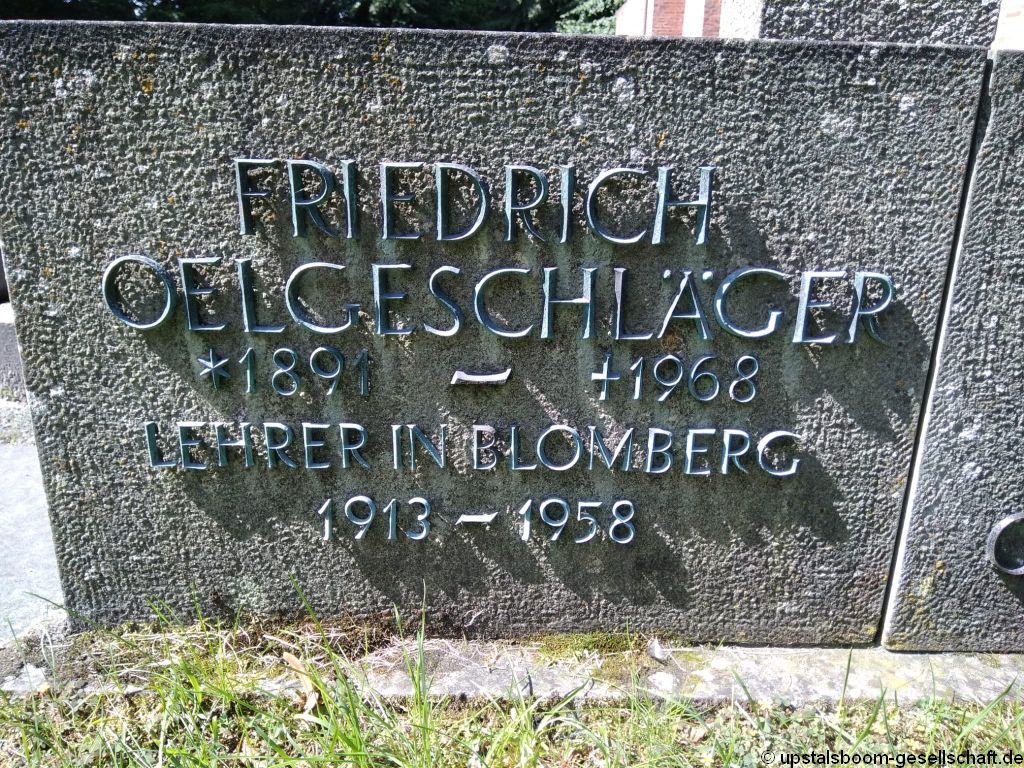 FRIEDRICH
OELGESCHLÄGER
*1891 – †1968
LEHRER IN BLOMBERG
1913 – 1958
© upstalsboom-gesellschaft.de